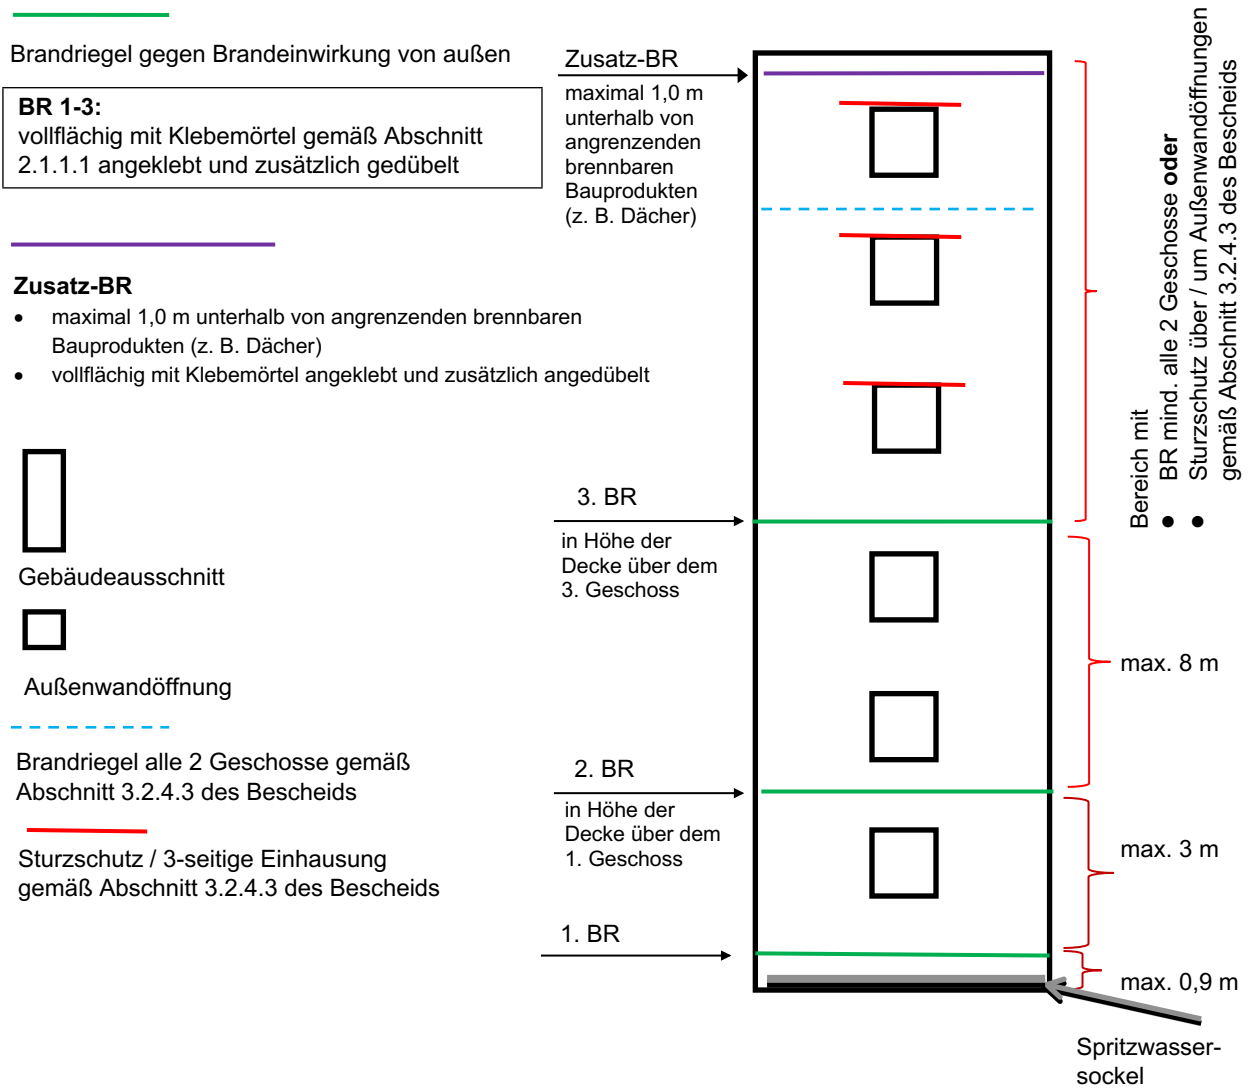 Brandriegel gegen Brandeinwirkung von außen
BR 1-3:
vollflächig mit Klebemörtel gemäß Abschnitt
2.1.1.1 angeklebt und zusätzlich gedübelt
Zusatz-BR
• maximal 1,0 m unterhalb von angrenzenden brennbaren
Bauprodukten (z. B. Dächer)
• vollflächig mit Klebemörtel angeklebt und zusätzlich angedübelt
Gebäudeausschnitt
Außenwandöffnung
Brandriegel alle 2 Geschosse gemäß
Abschnitt 3.2.4.3 des Bescheids
Sturzschutz / 3-seitige Einhausung
gemäß Abschnitt 3.2.4.3 des Bescheids
Zusatz-BR
maximal 1,0 m
unterhalb von
angrenzenden
brennbaren
Bauprodukten
(z. B. Dächer)
3. BR
in Höhe der
Decke über dem
3. Geschoss
2. BR
in Höhe der
Decke über dem
1. Geschoss
1. BR
Bereich mit
• BR mind. alle 2 Geschosse oder
• Sturzschutz über / um Außenwandöffnungen
gemäß Abschnitt 3.2.4.3 des Bescheids
max. 8 m
max. 3 m
max. 0,9 m
Spritzwasser-
sockel